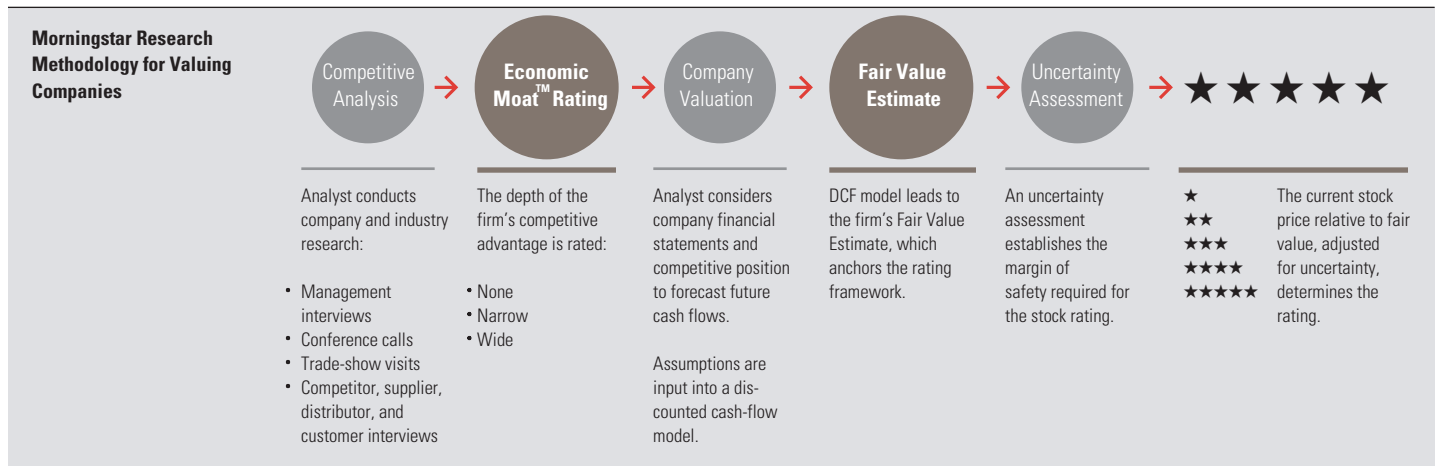 Morningstar Research
Methodology for Valuing
Companies
Competitive
Analysis
Economic
Moat™ Rating
Company
Valuation
Fair Value
Estimate
Uncertainty
Assessment
★ ★ ★ ★ ★
Analyst conducts
company and industry
research:
• Management
interviews
• Conference calls
• Trade-show visits
• Competitor, supplier,
distributor, and
customer interviews
The depth of the
firm's competitive
advantage is rated:
• None
• Narrow
• Wide
Analyst considers
company financial
statements and
competitive position
to forecast future
cash flows.
Assumptions are
input into a dis-
counted cash-flow
model.
DCF model leads to
the firm's Fair Value
Estimate, which
anchors the rating
framework.
An uncertainty
assessment
establishes the
margin of
safety required for
the stock rating.
★
★★
★★★
★★★★
★★★★★
The current stock
price relative to fair
value, adjusted
for uncertainty,
determines the
rating.